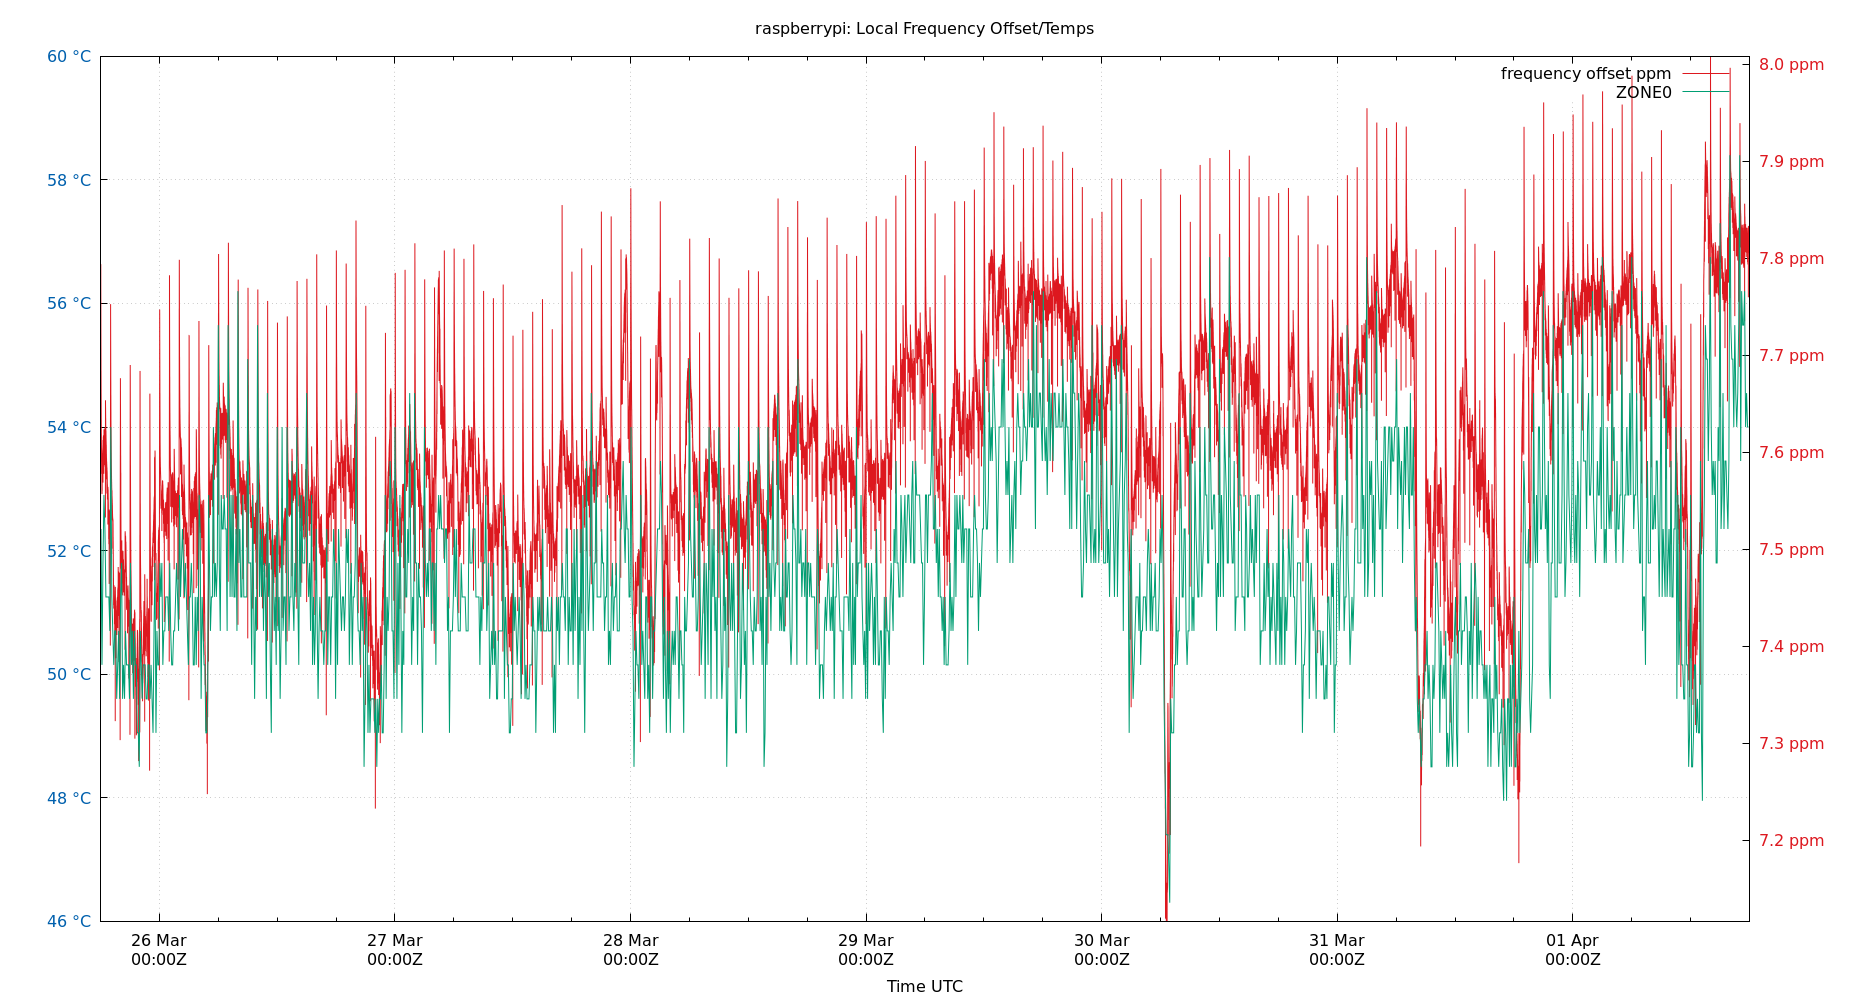 raspberrypi: Local Frequency Offset/Temps
60 °C
58 °C
56 °C
54 °C
52 °C
50 °C
48 °C
46 °C
frequency offset ppm
ZONE0
8.0 ppm
7.9 ppm
7.8 ppm
7.7 ppm
7.6 ppm
7.5 ppm
7.4 ppm
7.3 ppm
7.2 ppm
26 Mar
00:00Z
27 Mar
00:00Z
28 Mar
00:00Z
29 Mar
00:00Z
30 Mar
00:00Z
31 Mar
00:00Z
01 Apr
00:00Z
Time UTC